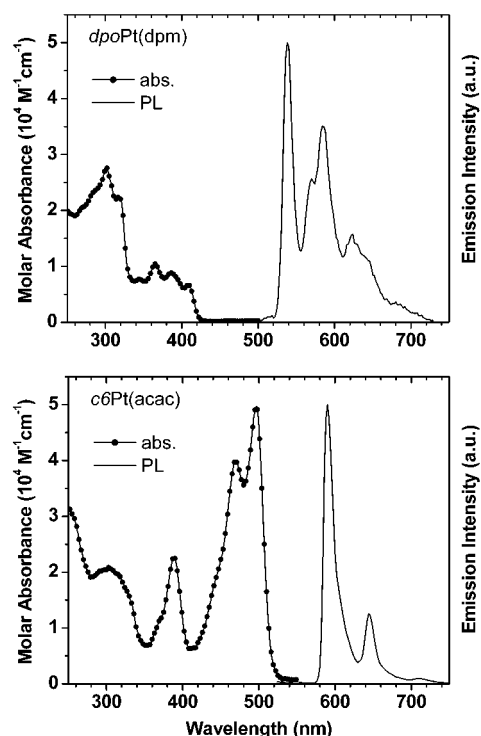 dpoPt(dpm)
abs.
PL
Molar Absorbance (10⁴ M⁻¹cm⁻¹)
Emission Intensity (a.u.)
5
4
3
2
1
0
300 400 500 600 700
c6Pt(acac)
abs.
PL
Molar Absorbance (10⁴ M⁻¹cm⁻¹)
Emission Intensity (a.u.)
5
4
3
2
1
0
300 400 500 600 700
Wavelength (nm)